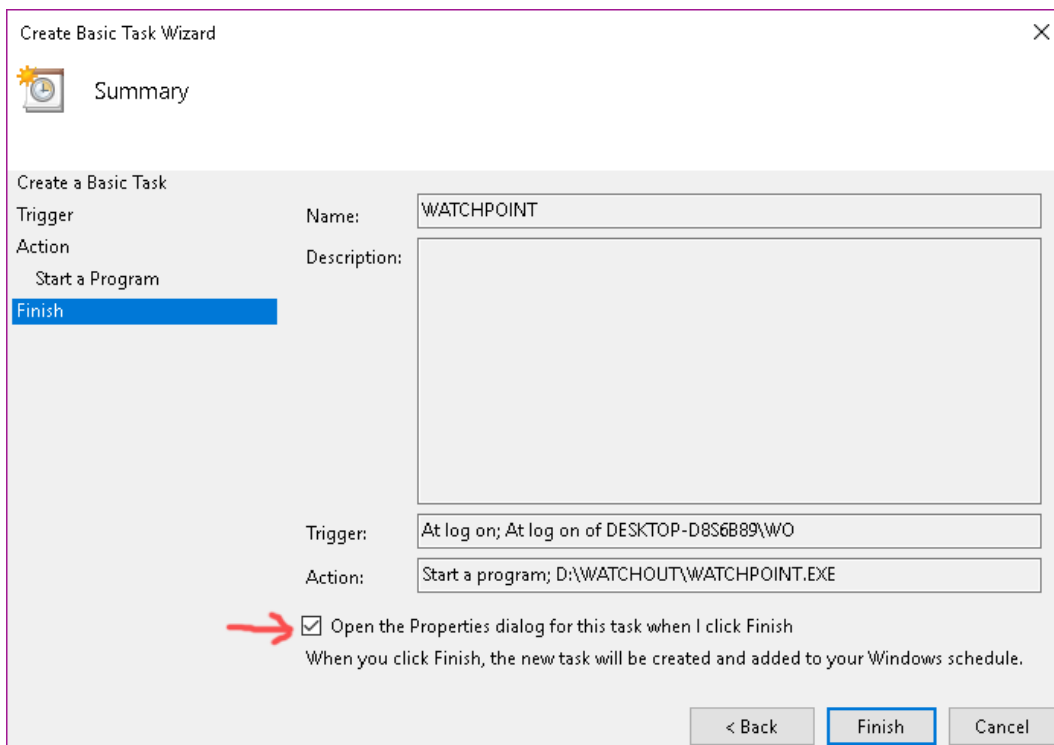 Create Basic Task Wizard
Summary
Create a Basic Task
Trigger
Action
Start a Program
Finish
Name:
WATCHPOINT
Description:
Trigger:
At log on; At log on of DESKTOP-D8S6B89\WO
Action:
Start a program; D:\WATCHOUT\WATCHPOINT.EXE
Open the Properties dialog for this task when I click Finish
When you click Finish, the new task will be created and added to your Windows schedule.
< Back
Finish
Cancel